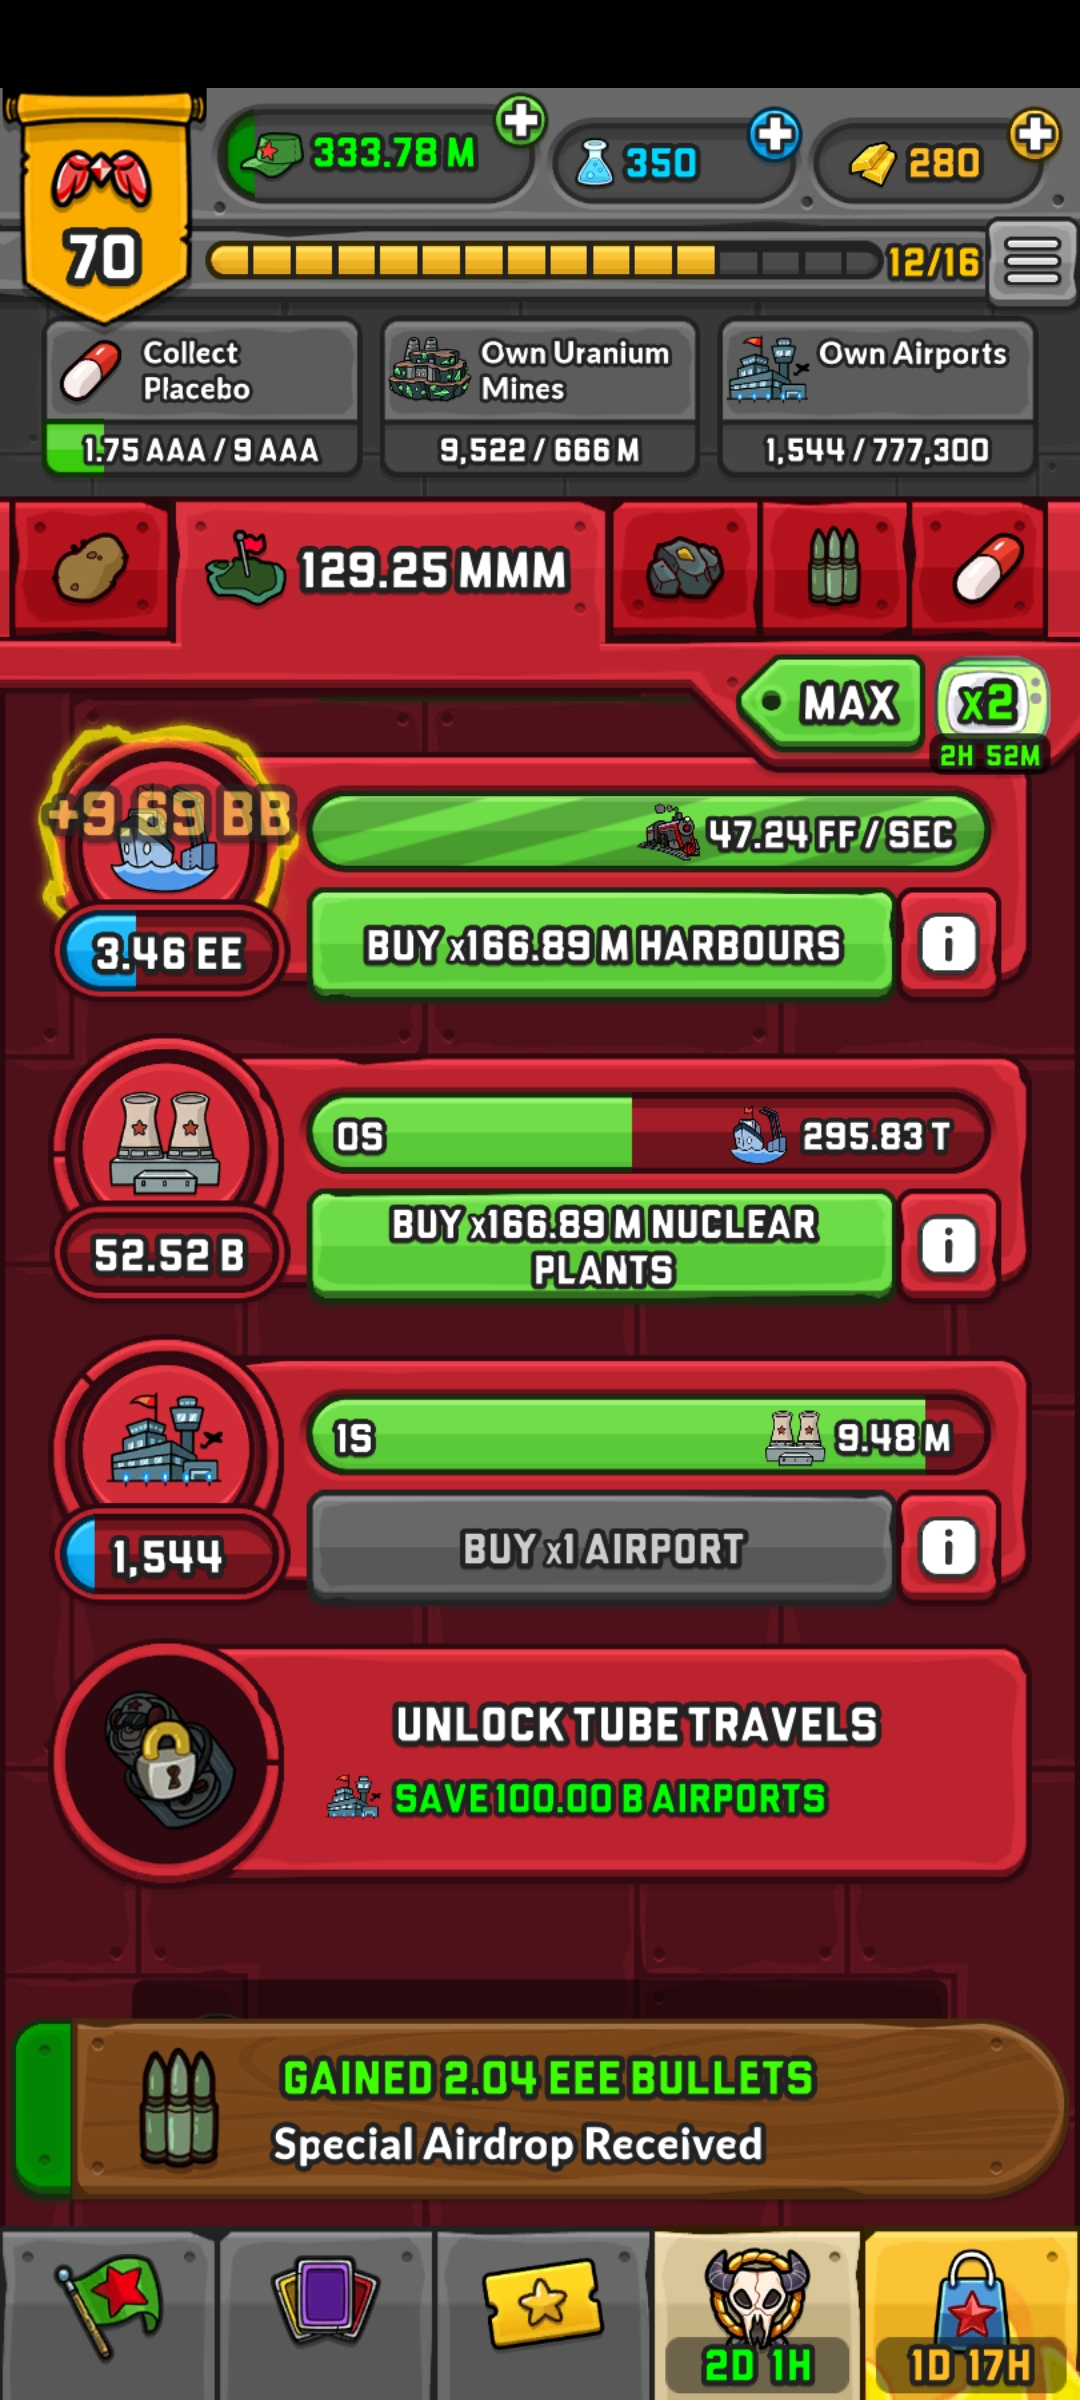 333.78 M
350
280
70
12/16
Collect
Placebo
1.75 AAA / 9 AAA
Own Uranium
Mines
9,522 / 666 M
Own Airports
1,544 / 777,300
129.25 MMM
MAX
x2
2H 52M
+9.69 BB
47.24 FF / SEC
3.46 EE
BUY x166.89 M HARBOURS
i
0S
295.83 T
52.52 B
BUY x166.89 M NUCLEAR
PLANTS
i
1S
9.48 M
1,544
BUY x1 AIRPORT
i
UNLOCK TUBE TRAVELS
SAVE 100.00 B AIRPORTS
GAINED 2.04 EEE BULLETS
Special Airdrop Received
2D 1H
1D 17H